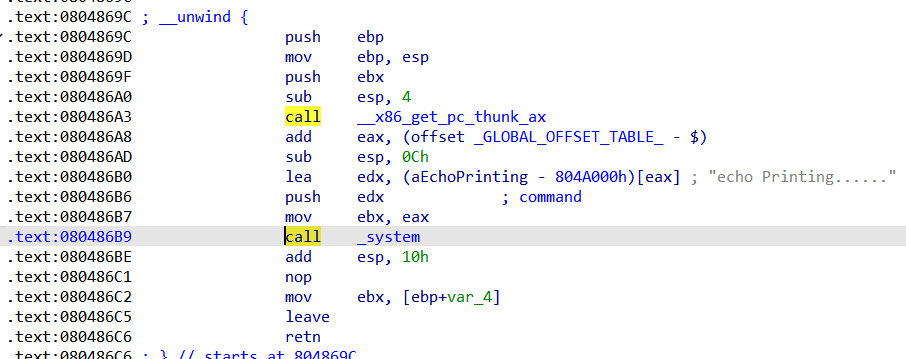 .text:0804869C ; __unwind {
.text:0804869C push ebp
.text:0804869D mov ebp, esp
.text:0804869F push ebx
.text:080486A0 sub esp, 4
.text:080486A3 call __x86_get_pc_thunk_ax
.text:080486A8 add eax, (offset _GLOBAL_OFFSET_TABLE_ - $)
.text:080486AD sub esp, 0Ch
.text:080486B0 lea edx, (aEchoPrinting - 804A000h)[eax] ; "echo Printing......"
.text:080486B6 push edx ; command
.text:080486B7 mov ebx, eax
.text:080486B9 call _system
.text:080486BE add esp, 10h
.text:080486C1 nop
.text:080486C2 mov ebx, [ebp+var_4]
.text:080486C5 leave
.text:080486C6 retn
.text:080486C6 ; } // starts at 804869C